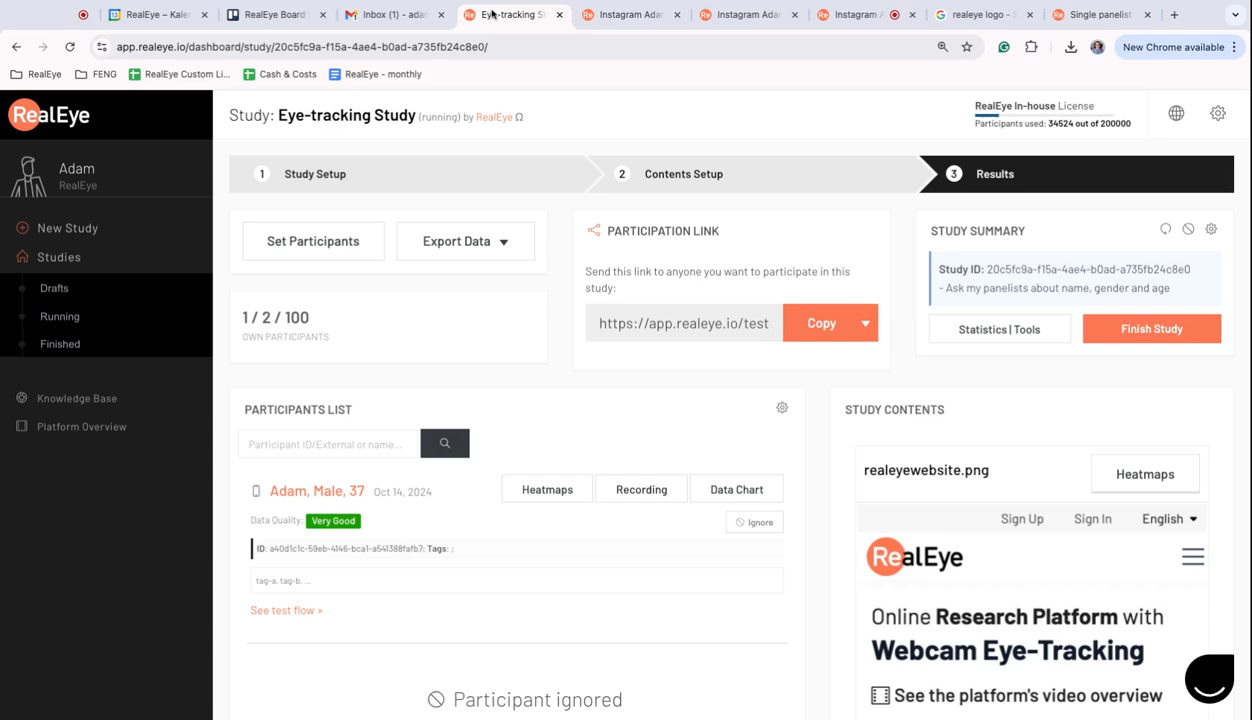 RealEye – Kale
RealEye Board
Inbox (1) - ada
Eye-tracking S
Instagram Ada
Instagram Ada
Instagram A
realeye logo - S
Single panelist
app.realeye.io/dashboard/study/20c5fc9a-f15a-4ae4-b0ad-a735fb24c8e0/
New Chrome available
RealEye
FENG
RealEye Custom Li...
Cash & Costs
RealEye - monthly
RealEye
Study: Eye-tracking Study (running) by RealEye Ω
RealEye In-house License
Participants used: 34524 out of 200000
Adam
RealEye
New Study
Studies
Drafts
Running
Finished
Knowledge Base
Platform Overview
1 Study Setup
2 Contents Setup
3 Results
Set Participants
Export Data
1 / 2 / 100
OWN PARTICIPANTS
PARTICIPATION LINK
Send this link to anyone you want to participate in this
study:
https://app.realeye.io/test
Copy
STUDY SUMMARY
Study ID: 20c5fc9a-f15a-4ae4-b0ad-a735fb24c8e0
- Ask my panelists about name, gender and age
Statistics | Tools
Finish Study
PARTICIPANTS LIST
Participant ID/External or name...
Adam, Male, 37 Oct 14, 2024
Heatmaps
Recording
Data Chart
Data Quality: Very Good
Ignore
ID: a40d1c1c-59eb-4146-bca1-a541388fafb7; Tags: ;
tag-a, tag-b, ...
See test flow »
Participant ignored
STUDY CONTENTS
realeyewebsite.png
Heatmaps
Sign Up
Sign In
English
RealEye
Online Research Platform with
Webcam Eye-Tracking
See the platform's video overview